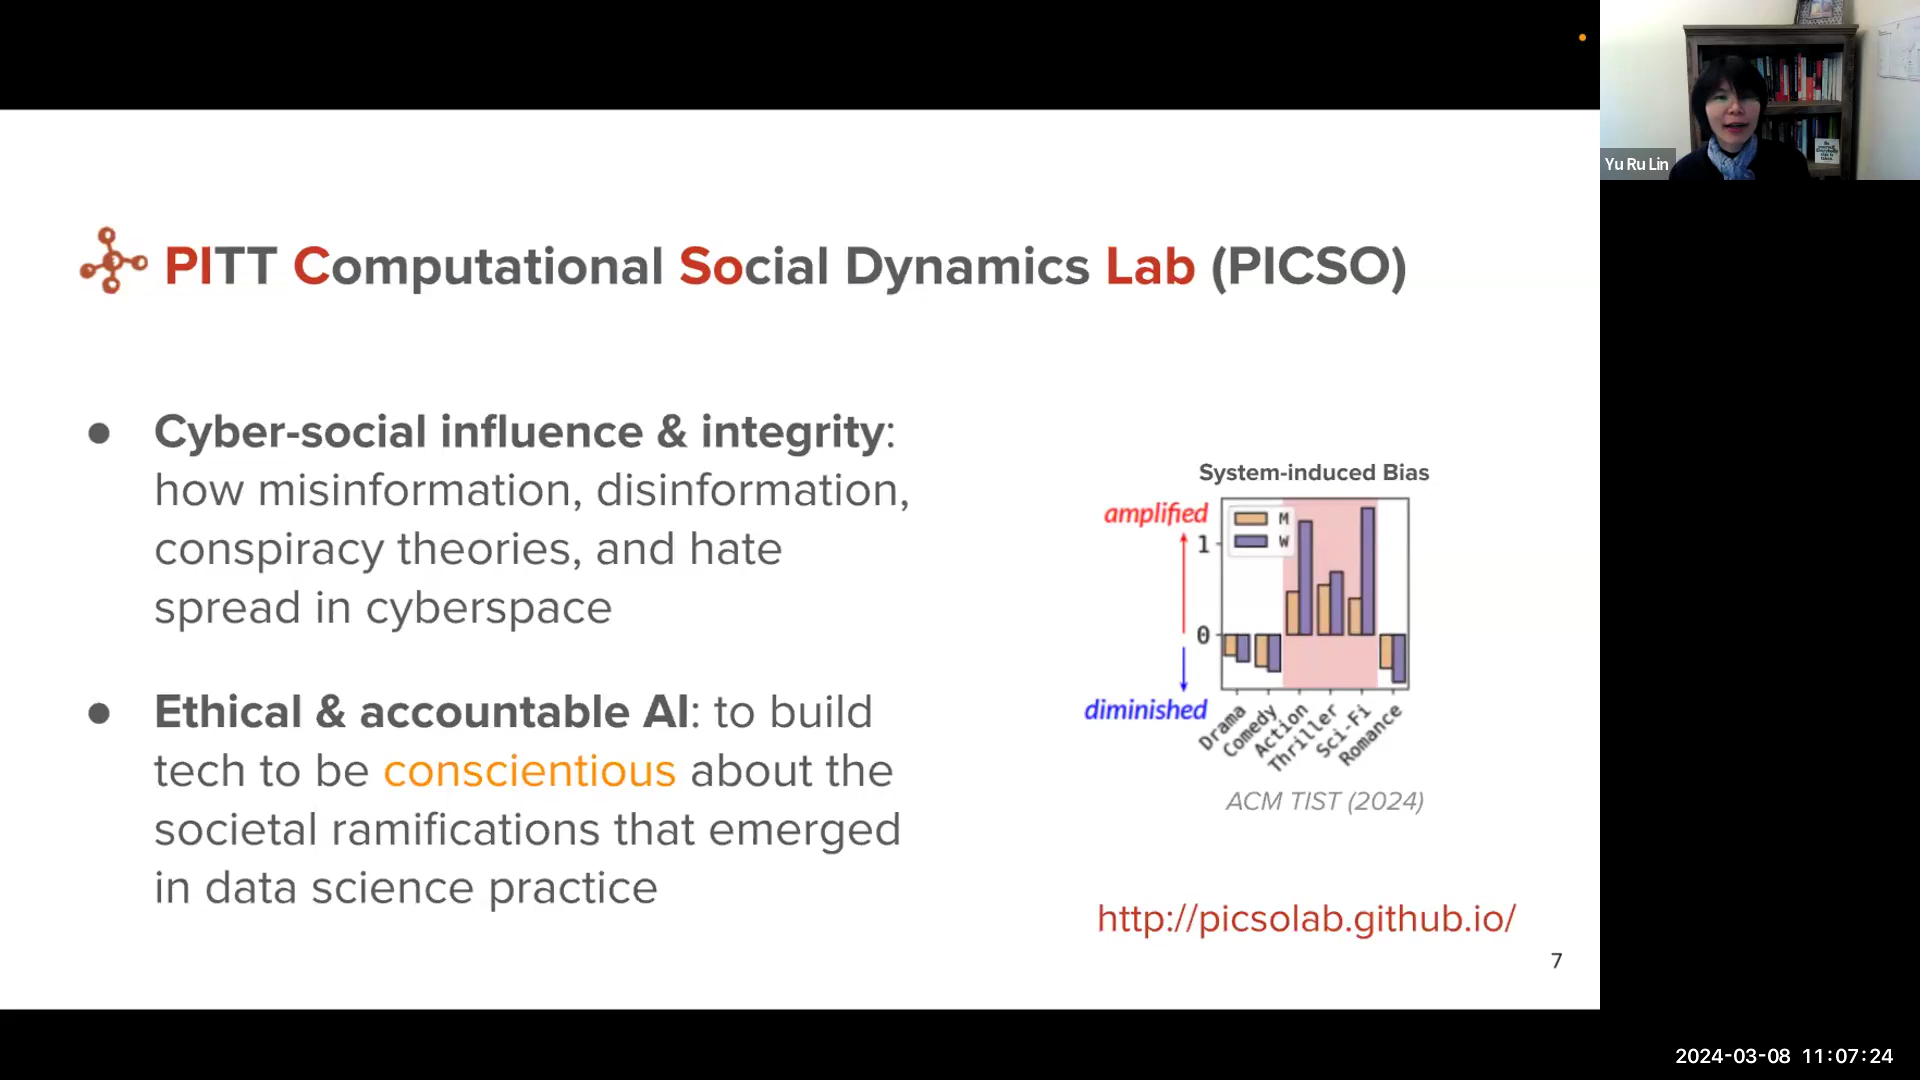 Yu Ru Lin
PITT Computational Social Dynamics Lab (PICSO)
● Cyber-social influence & integrity:
how misinformation, disinformation,
conspiracy theories, and hate
spread in cyberspace
● Ethical & accountable AI: to build
tech to be conscientious about the
societal ramifications that emerged
in data science practice
System-induced Bias
amplified
M
W
1
0
diminished
Drama
Comedy
Action
Thriller
Sci-Fi
Romance
ACM TIST (2024)
http://picsolab.github.io/
7
2024-03-08 11:07:24